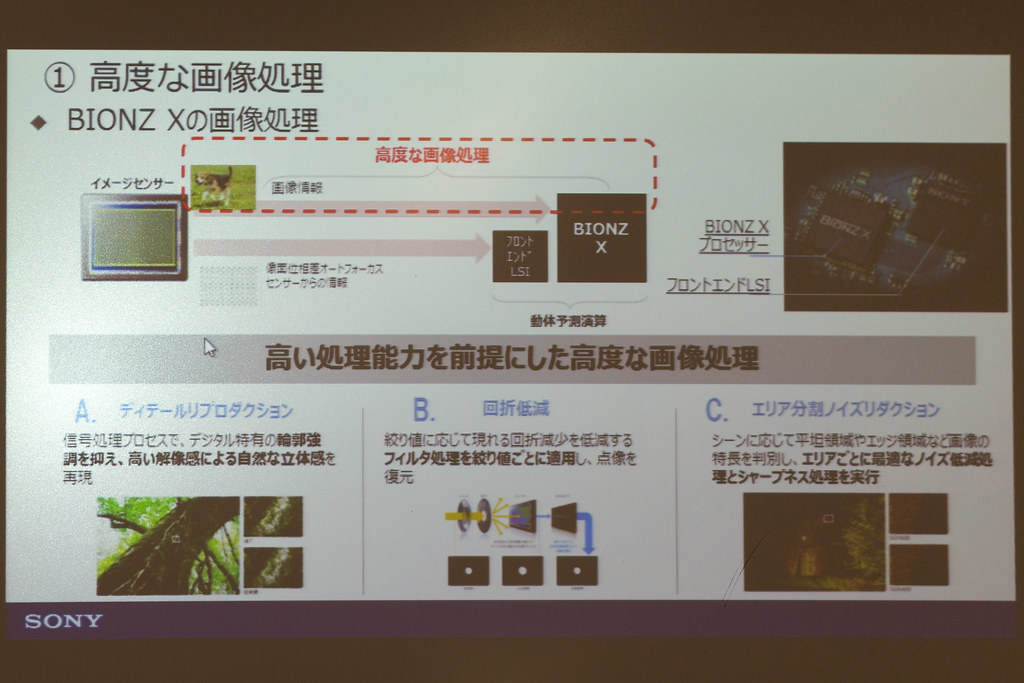 ① 高度な画像処理
◆ BIONZ Xの画像処理
高度な画像処理
イメージセンサー
画像情報
BIONZ
X
フロント
エンド
LSI
像面位相差オートフォーカス
センサーからの情報
動体予測演算
BIONZ X
プロセッサー
フロントエンドLSI
BIONZ X
SONY
高い処理能力を前提にした高度な画像処理
A. ディテールリプロダクション
信号処理プロセスで、デジタル特有の輪郭強
調を抑え、高い解像感による自然な立体感を
再現
B. 回折低減
絞り値に応じて現れる回折減少を低減する
フィルタ処理を絞り値ごとに適用し、点像を
復元
C. エリア分割ノイズリダクション
シーンに応じて平坦領域やエッジ領域など画像の
特長を判別し、エリアごとに最適なノイズ低減処
理とシャープネス処理を実行
SONY